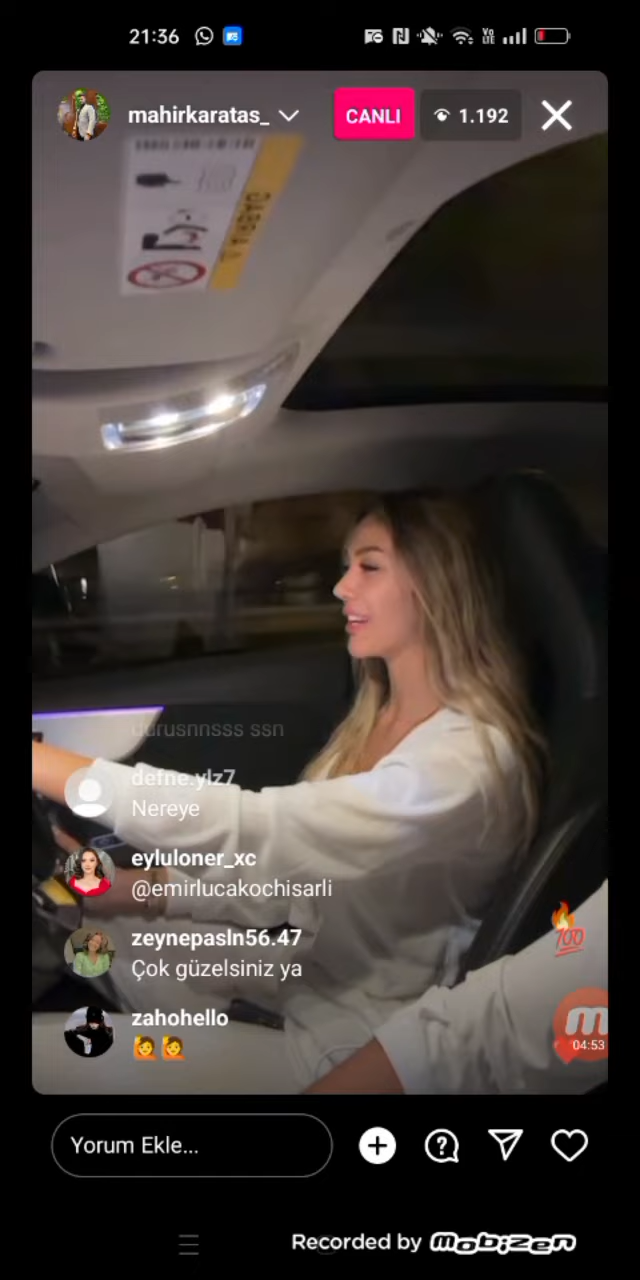 21:36
mahirkaratas_
CANLI
1.192
defne.ylz7
Nereye
eyluloner_xc
@emirlucakochisarli
zeynepasln56.47
Çok güzelsiniz ya
100
zahohello
04:53
Yorum Ekle...
Recorded by mobizen